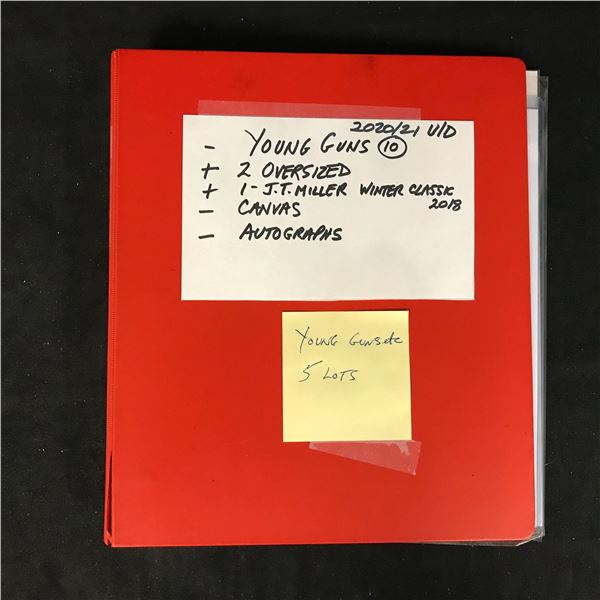 2020/21 U/D
- YOUNG GUNS 10
+ 2 OVERSIZED
+ 1 - J.T. MILLER WINTER CLASSIC
2018
- CANVAS
- AUTOGRAPHS
YOUNG GUNS etc
5 LOTS